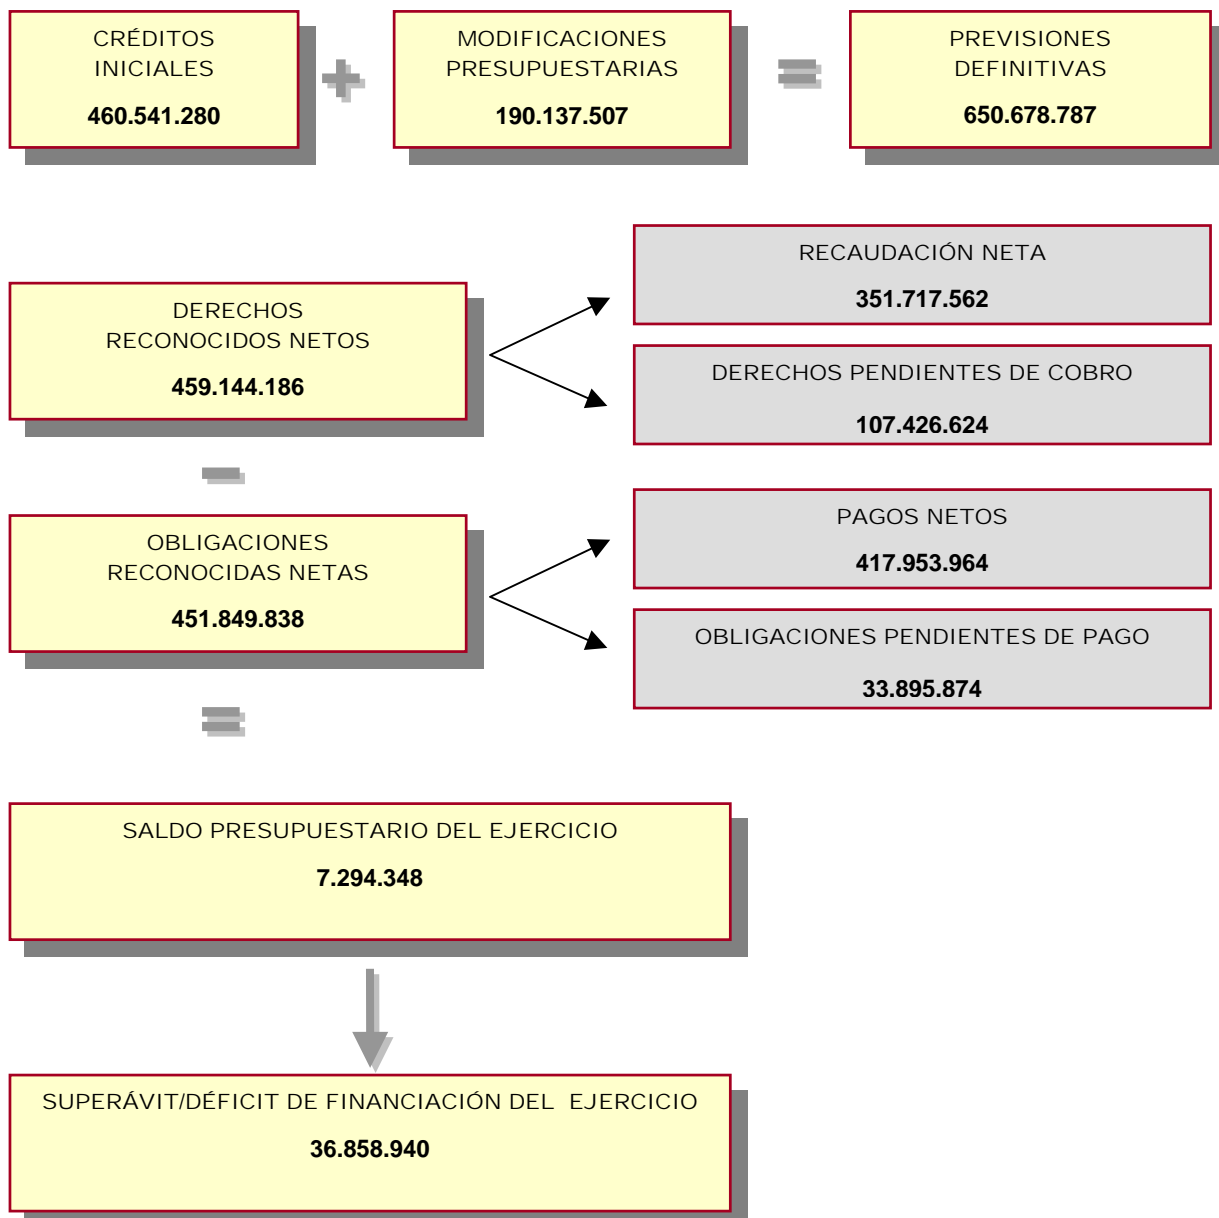 CRÉDITOS
INICIALES
460.541.280
+
MODIFICACIONES
PRESUPUESTARIAS
190.137.507
=
PREVISIONES
DEFINITIVAS
650.678.787
DERECHOS
RECONOCIDOS NETOS
459.144.186
RECAUDACIÓN NETA
351.717.562
DERECHOS PENDIENTES DE COBRO
107.426.624
-
OBLIGACIONES
RECONOCIDAS NETAS
451.849.838
PAGOS NETOS
417.953.964
OBLIGACIONES PENDIENTES DE PAGO
33.895.874
=
SALDO PRESUPUESTARIO DEL EJERCICIO
7.294.348
SUPERÁVIT/DÉFICIT DE FINANCIACIÓN DEL EJERCICIO
36.858.940